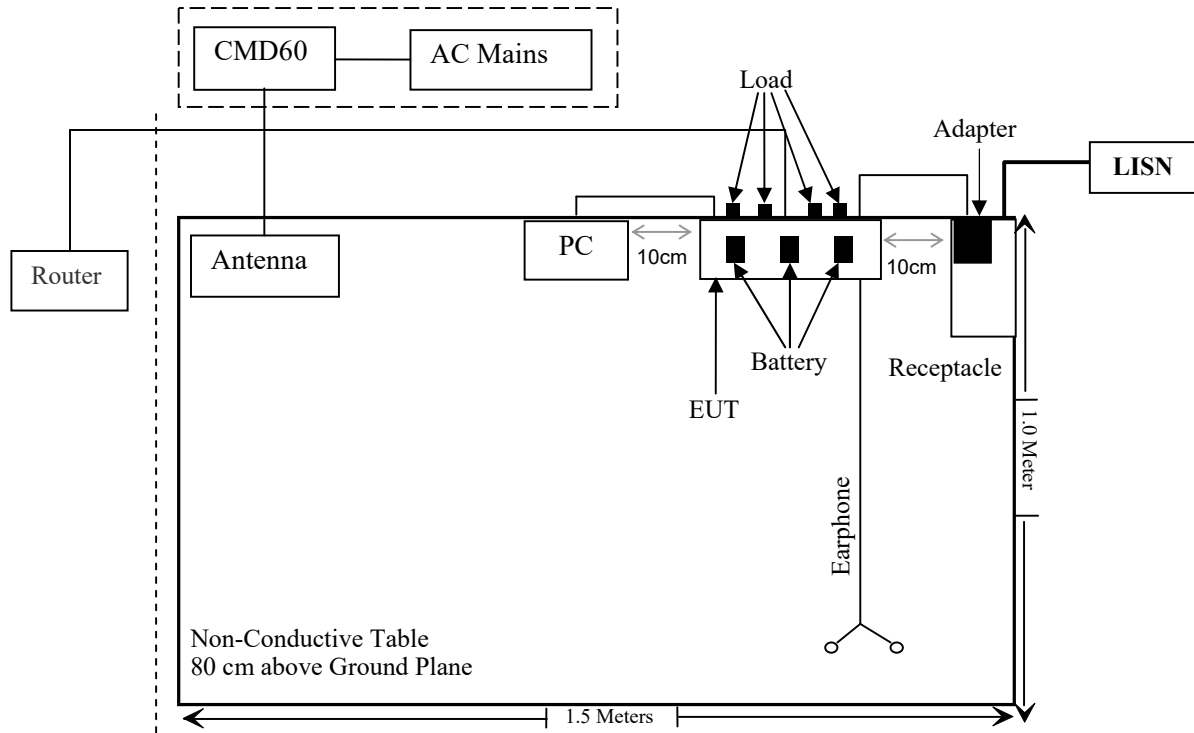 CMD60
AC Mains
Load
Adapter
LISN
Router
Antenna
PC
10cm
10cm
Battery
Receptacle
EUT
1.0 Meter
Earphone
Non-Conductive Table
80 cm above Ground Plane
1.5 Meters